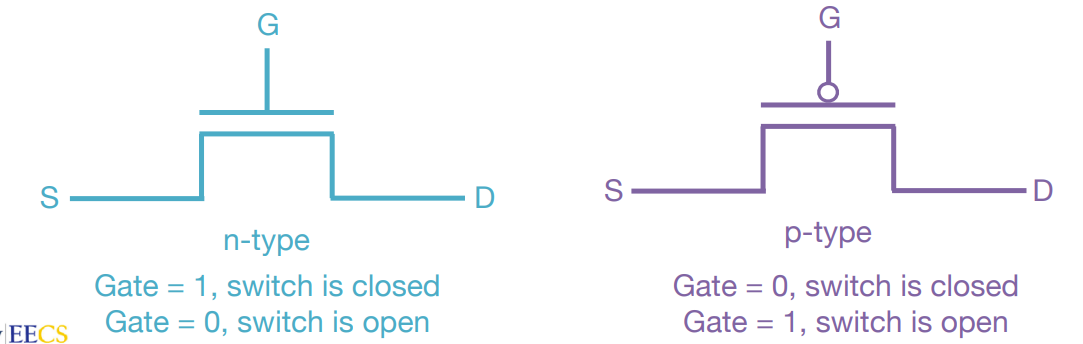 G
S
D
n-type
Gate = 1, switch is closed
Gate = 0, switch is open
G
S
D
p-type
Gate = 0, switch is closed
Gate = 1, switch is open
EECS